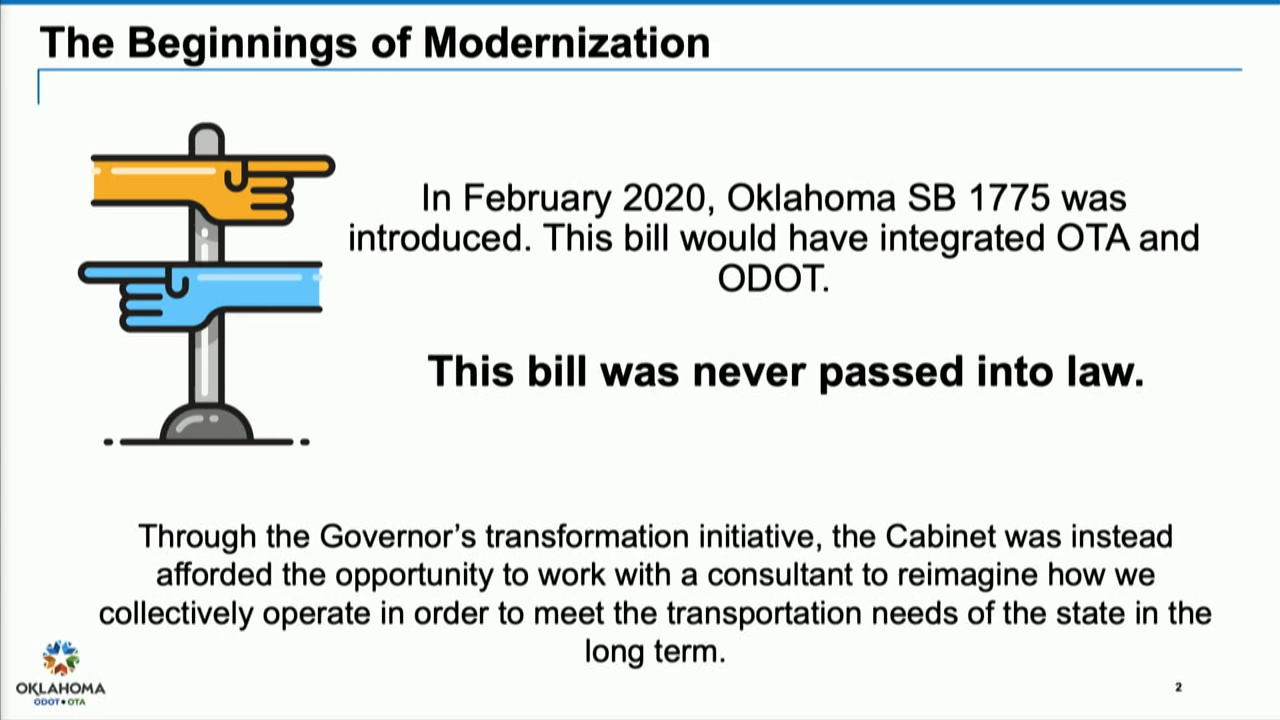 The Beginnings of Modernization
In February 2020, Oklahoma SB 1775 was
introduced. This bill would have integrated OTA and
ODOT.
This bill was never passed into law.
Through the Governor’s transformation initiative, the Cabinet was instead
afforded the opportunity to work with a consultant to reimagine how we
collectively operate in order to meet the transportation needs of the state in the
long term.
OKLAHOMA
ODOT • OTA
2